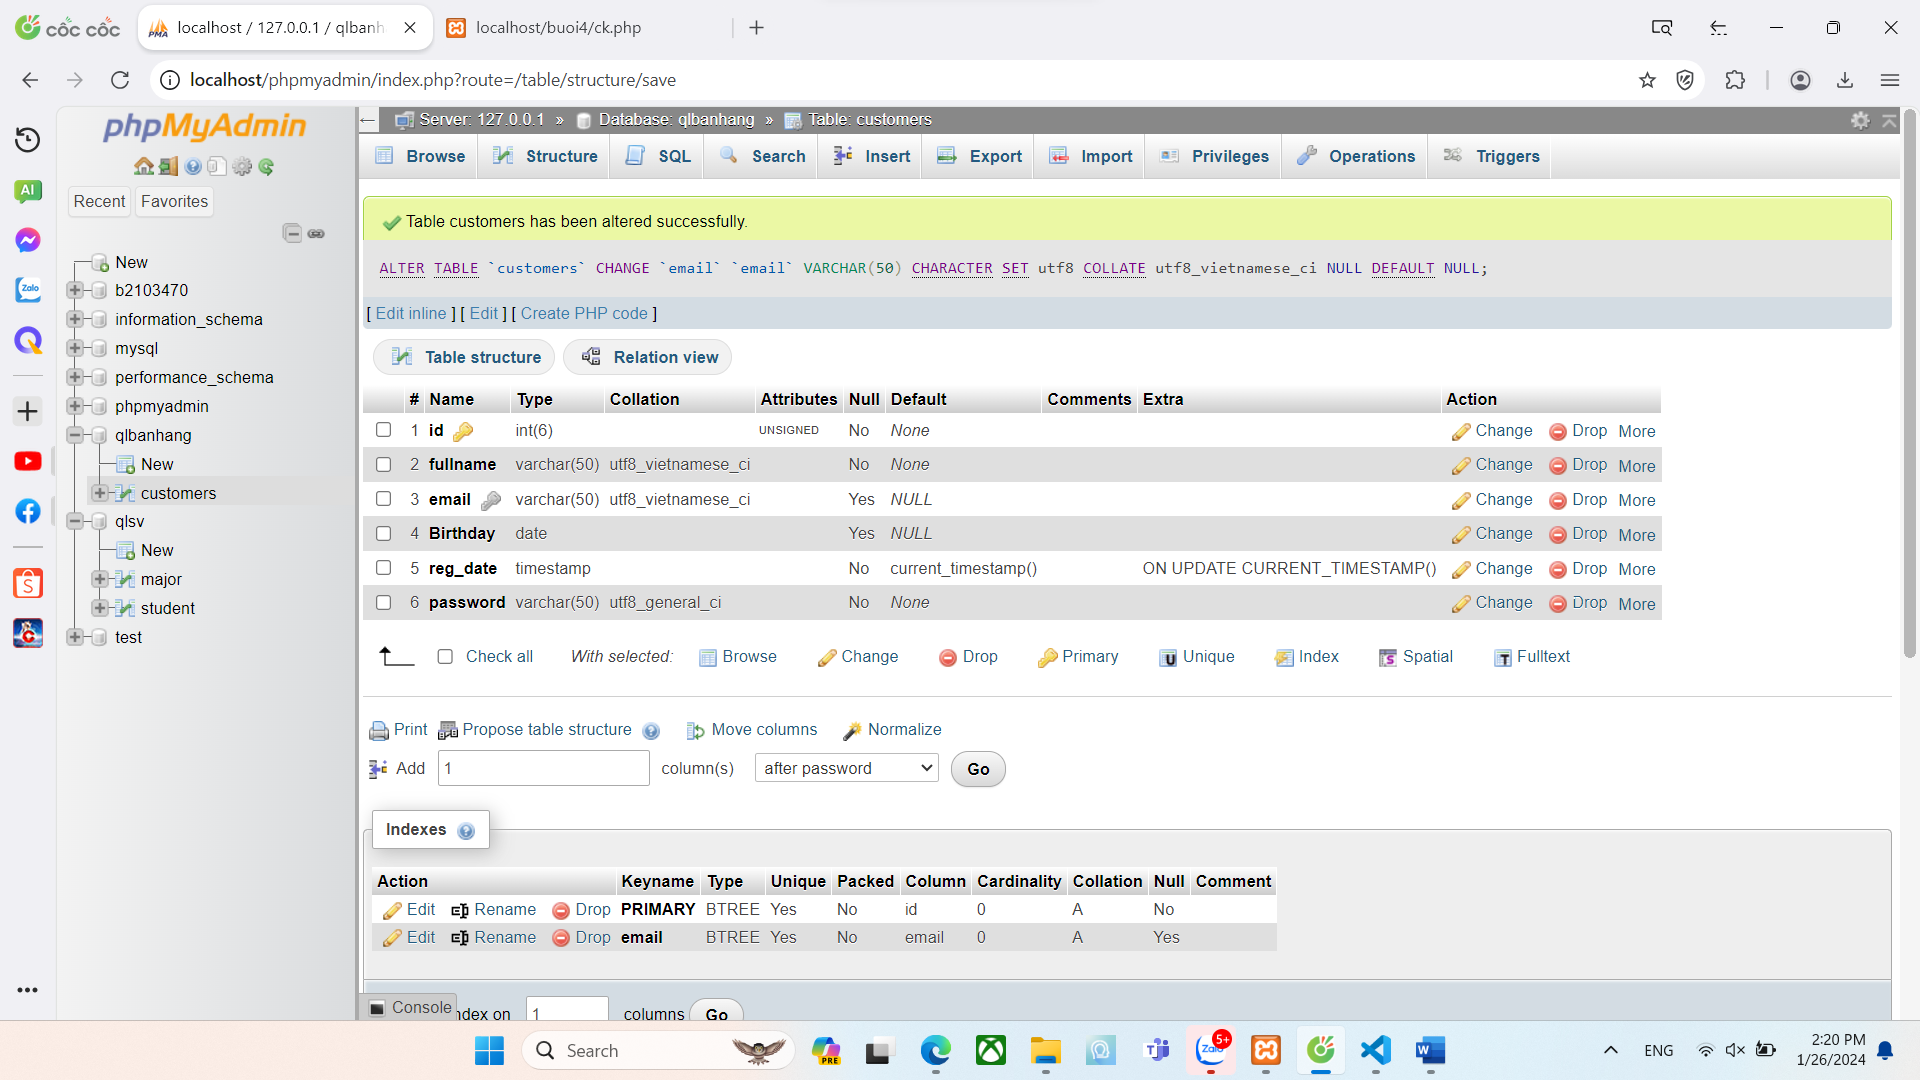 cốc cốc
localhost / 127.0.0.1 / qlbanh
localhost/buoi4/ck.php
localhost/phpmyadmin/index.php?route=/table/structure/save
phpMyAdmin
Recent Favorites
New
b2103470
information_schema
mysql
performance_schema
phpmyadmin
qlbanhang
New
customers
qlsv
New
major
student
test
AI
Zalo
Server: 127.0.0.1 » Database: qlbanhang » Table: customers
Browse Structure SQL Search Insert Export Import Privileges Operations Triggers
Table customers has been altered successfully.
ALTER TABLE `customers` CHANGE `email` `email` VARCHAR(50) CHARACTER SET utf8 COLLATE utf8_vietnamese_ci NULL DEFAULT NULL;
[ Edit inline ] [ Edit ] [ Create PHP code ]
Table structure Relation view
# Name Type Collation Attributes Null Default Comments Extra Action
1 id int(6) UNSIGNED No None Change Drop More
2 fullname varchar(50) utf8_vietnamese_ci No None Change Drop More
3 email varchar(50) utf8_vietnamese_ci Yes NULL Change Drop More
4 Birthday date Yes NULL Change Drop More
5 reg_date timestamp No current_timestamp() ON UPDATE CURRENT_TIMESTAMP() Change Drop More
6 password varchar(50) utf8_general_ci No None Change Drop More
Check all With selected: Browse Change Drop Primary Unique Index Spatial Fulltext
Print Propose table structure Move columns Normalize
Add 1 column(s) after password Go
Indexes
Action Keyname Type Unique Packed Column Cardinality Collation Null Comment
Edit Rename Drop PRIMARY BTREE Yes No id 0 A No
Edit Rename Drop email BTREE Yes No email 0 A Yes
Console ndex on 1 columns Go
Search
PRE
5+
ENG
2:20 PM
1/26/2024